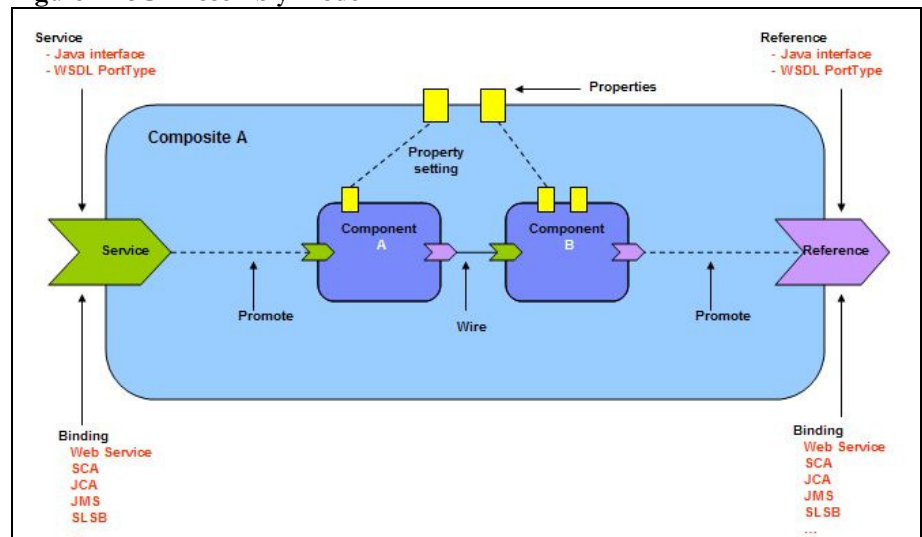 Service
- Java interface
- WSDL PortType
Reference
- Java interface
- WSDL PortType
Properties
Composite A
Property
setting
Component
A
Component
B
Service
Reference
Promote
Wire
Promote
Binding
Web Service
SCA
JCA
JMS
SLSB
Binding
Web Service
SCA
JCA
JMS
SLSB
...